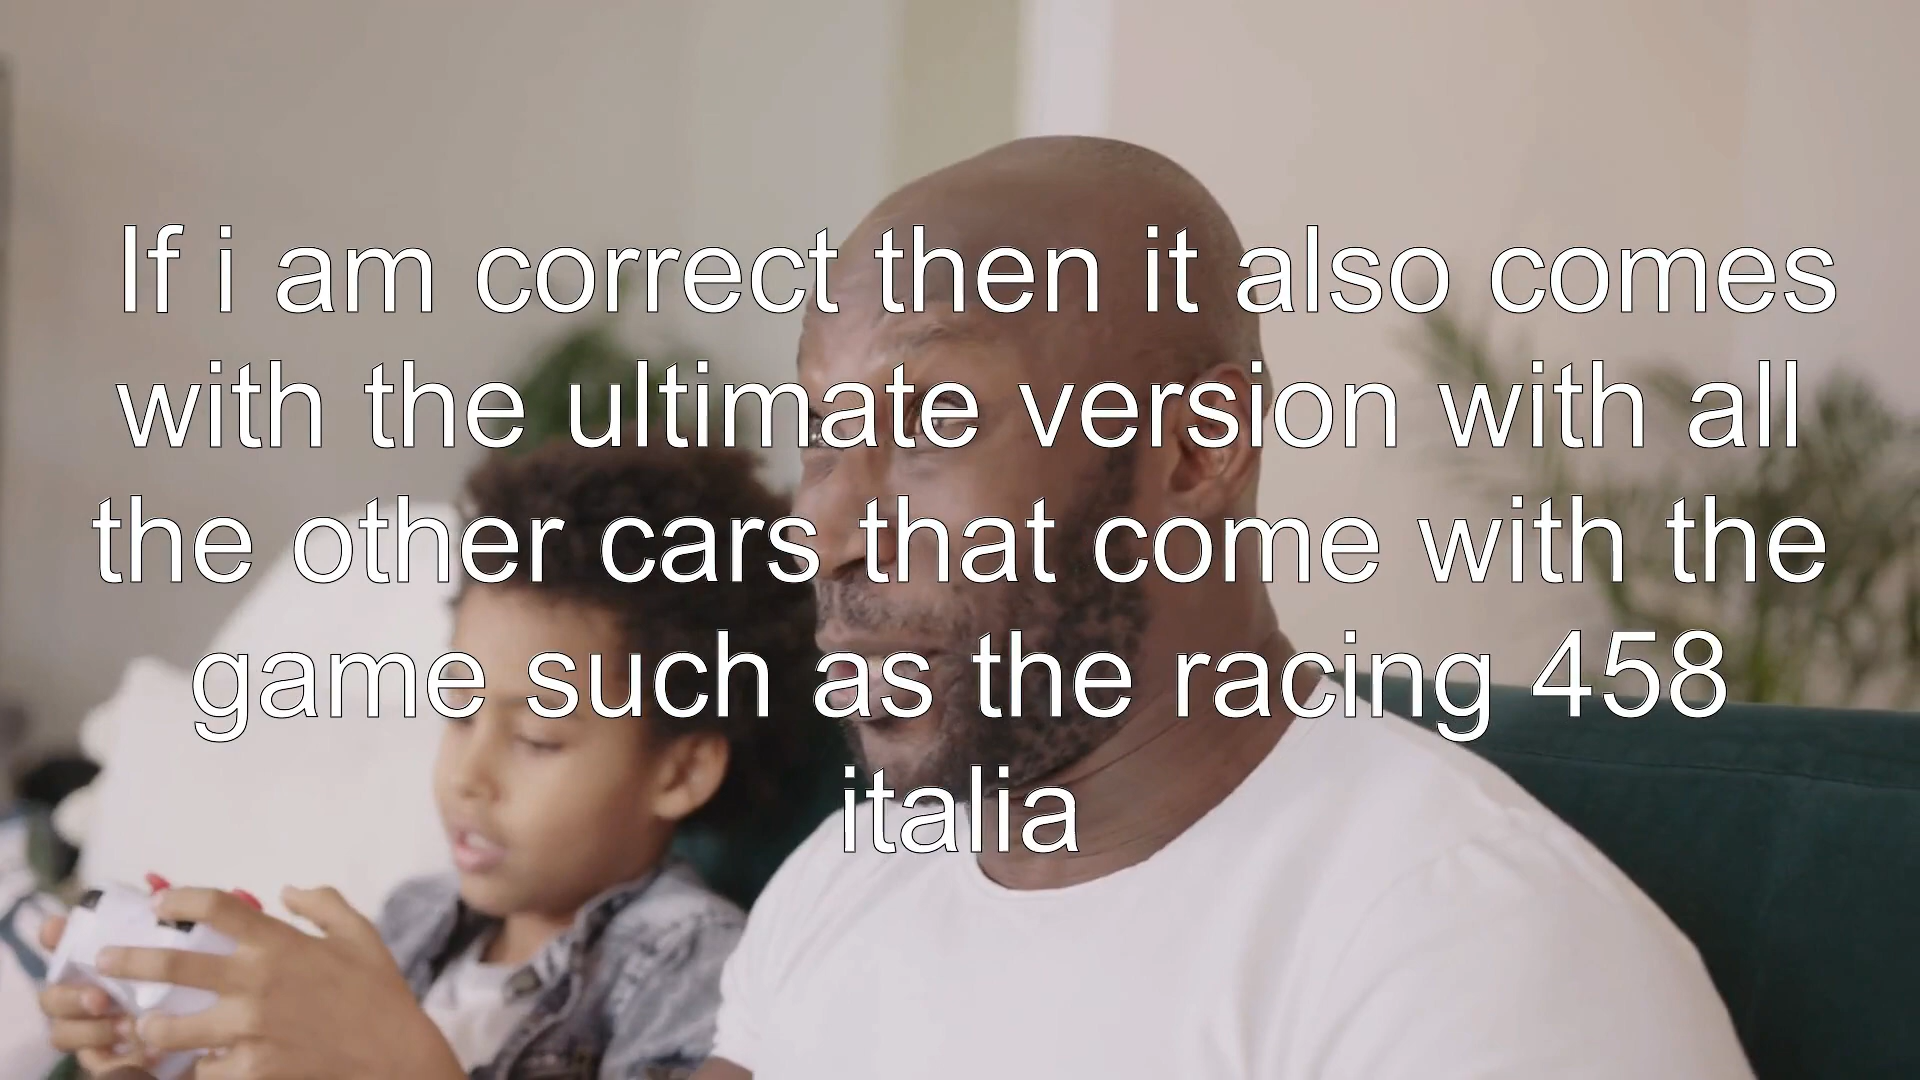 If i am correct then it also comes
with the ultimate version with all
the other cars that come with the
game such as the racing 458
italia